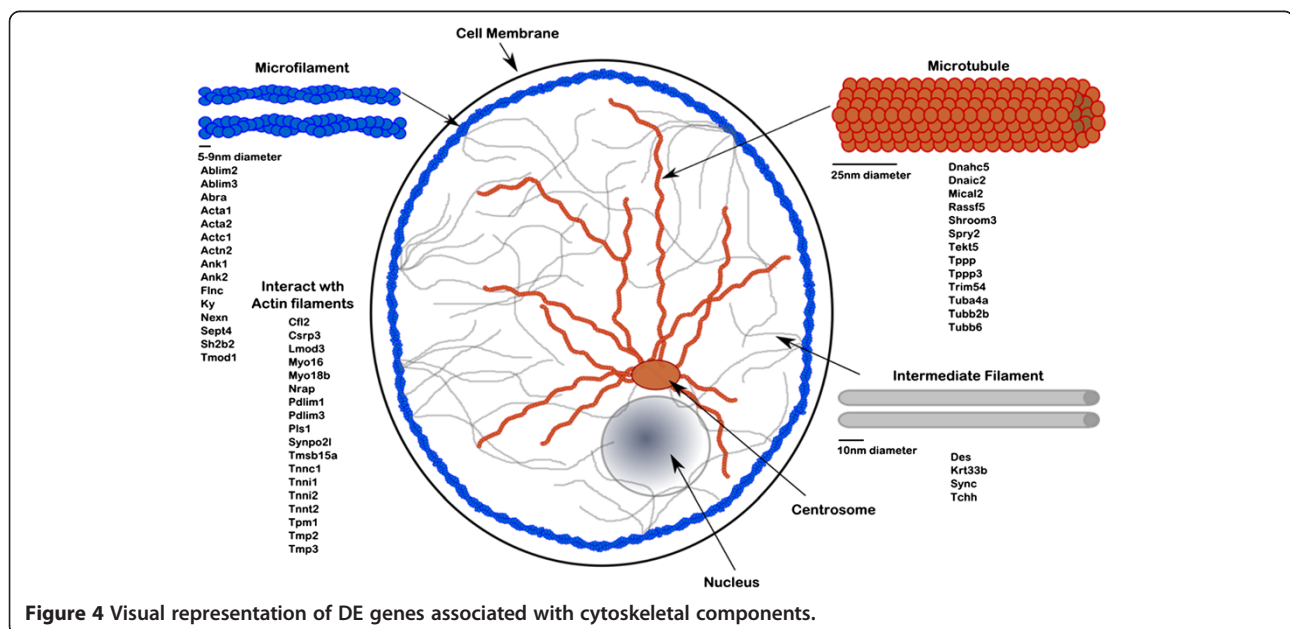 Cell Membrane
Microfilament
5-9nm diameter
Ablim2
Ablim3
Abra
Acta1
Acta2
Actc1
Actn2
Ank1
Ank2
Flnc
Ky
Nexn
Sept4
Sh2b2
Tmod1
Interact wth
Actin filaments
Cfl2
Csrp3
Lmod3
Myo16
Myo18b
Nrap
Pdlim1
Pdlim3
Pls1
Synpo2l
Tmsb15a
Tnnc1
Tnni1
Tnni2
Tnnt2
Tpm1
Tmp2
Tmp3
Microtubule
25nm diameter
Dnahc5
Dnaic2
Mical2
Rassf5
Shroom3
Spry2
Tekt5
Tppp
Tppp3
Trim54
Tuba4a
Tubb2b
Tubb6
Intermediate Filament
10nm diameter
Des
Krt33b
Sync
Tchh
Centrosome
Nucleus
Figure 4 Visual representation of DE genes associated with cytoskeletal components.